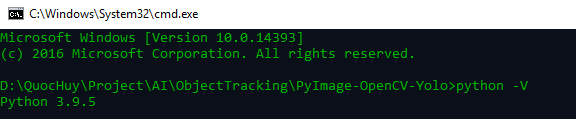 C:\Windows\System32\cmd.exe
Microsoft Windows [Version 10.0.14393]
(c) 2016 Microsoft Corporation. All rights reserved.
D:\QuocHuy\Project\AI\ObjectTracking\PyImage-OpenCV-Yolo>python -V
Python 3.9.5